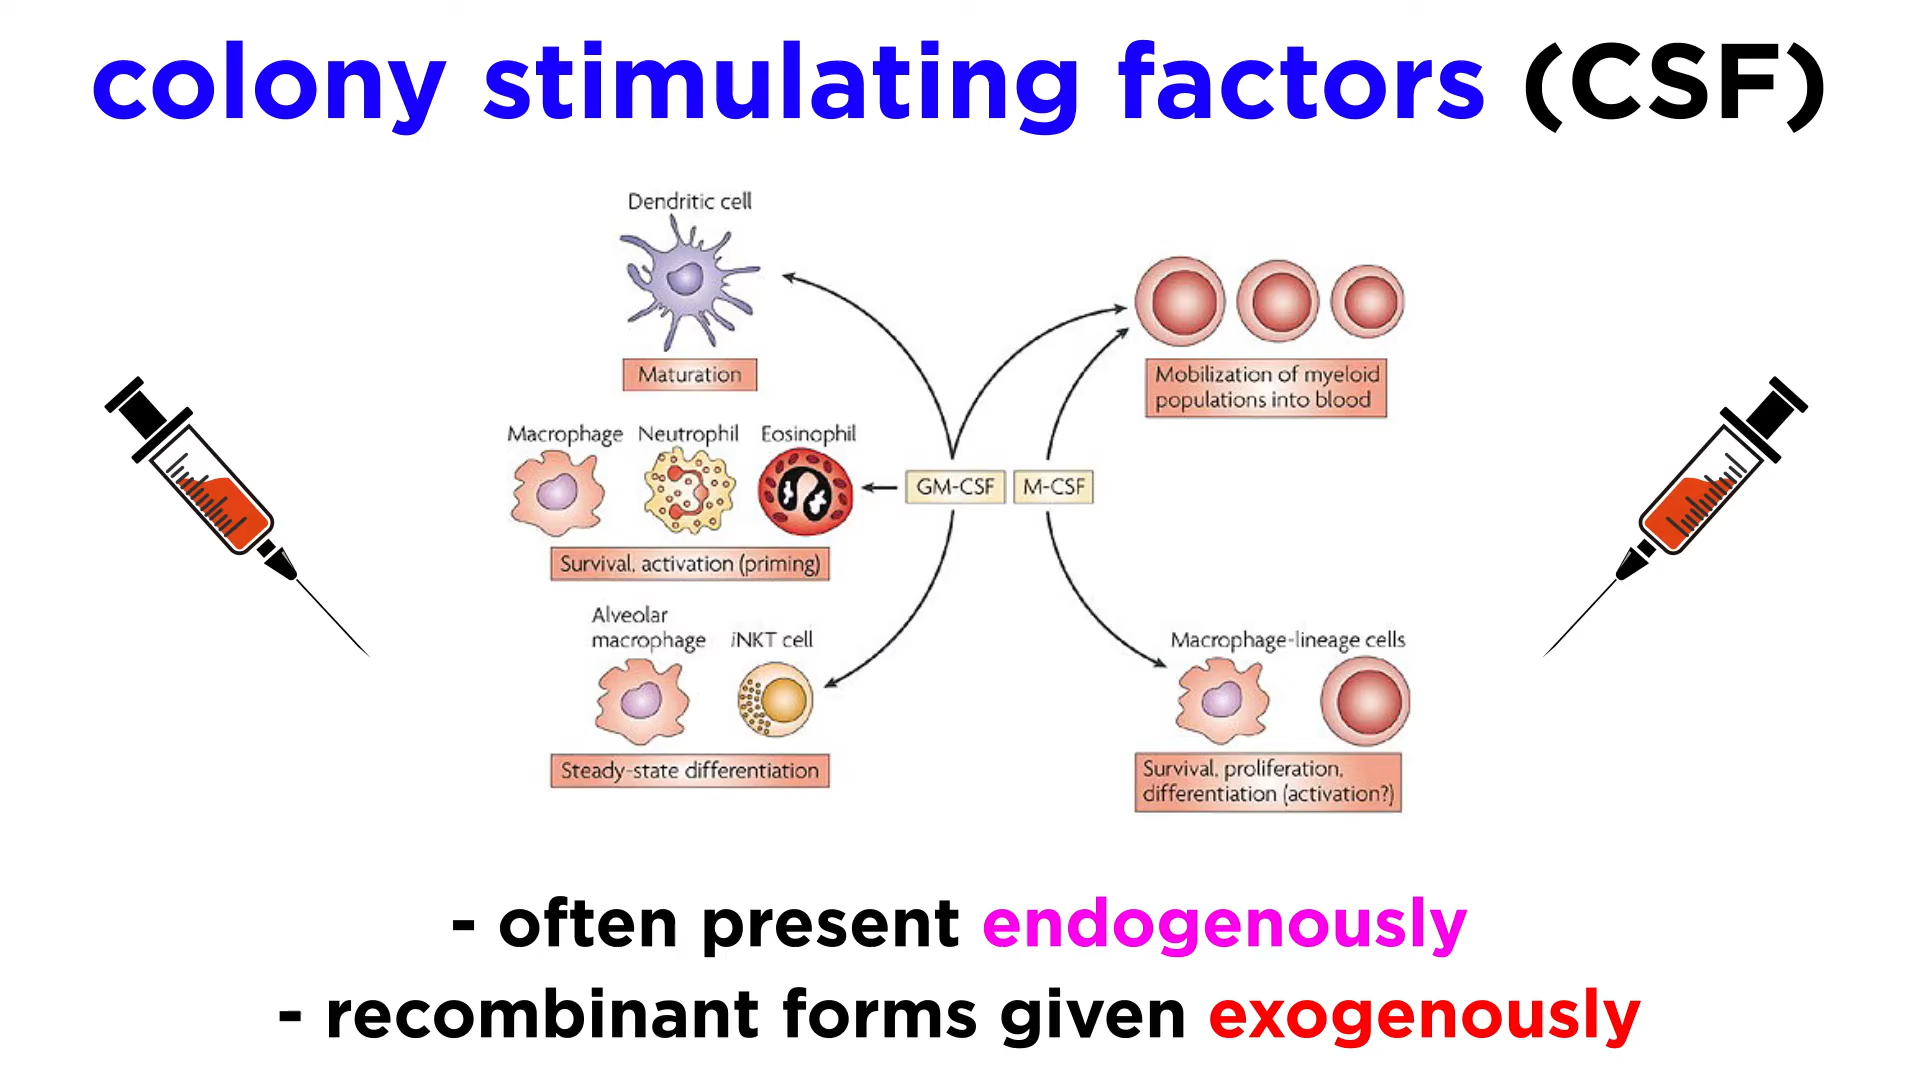 colony stimulating factors (CSF)
Dendritic cell
Maturation
Mobilization of myeloid
populations into blood
Macrophage Neutrophil Eosinophil
GM-CSF
M-CSF
Survival, activation (priming)
Alveolar
macrophage
iNKT cell
Steady-state differentiation
Macrophage-lineage cells
Survival, proliferation,
differentiation (activation?)
- often present endogenously
- recombinant forms given exogenously